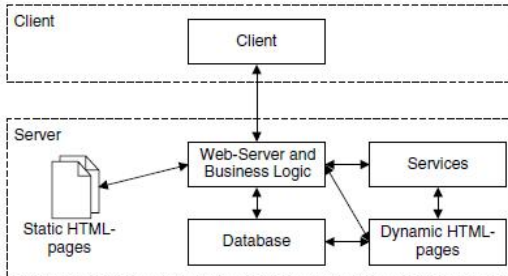 Client
Client
Server
Web-Server and
Business Logic
Services
Static HTML-
pages
Database
Dynamic HTML-
pages